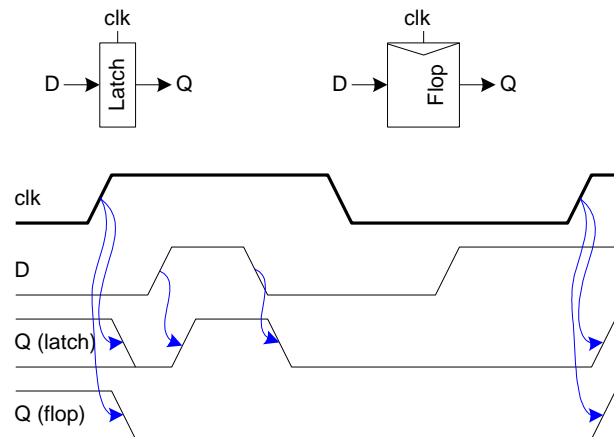 clk
D
Latch
Q
clk
D
Flop
Q
clk
D
Q (latch)
Q (flop)